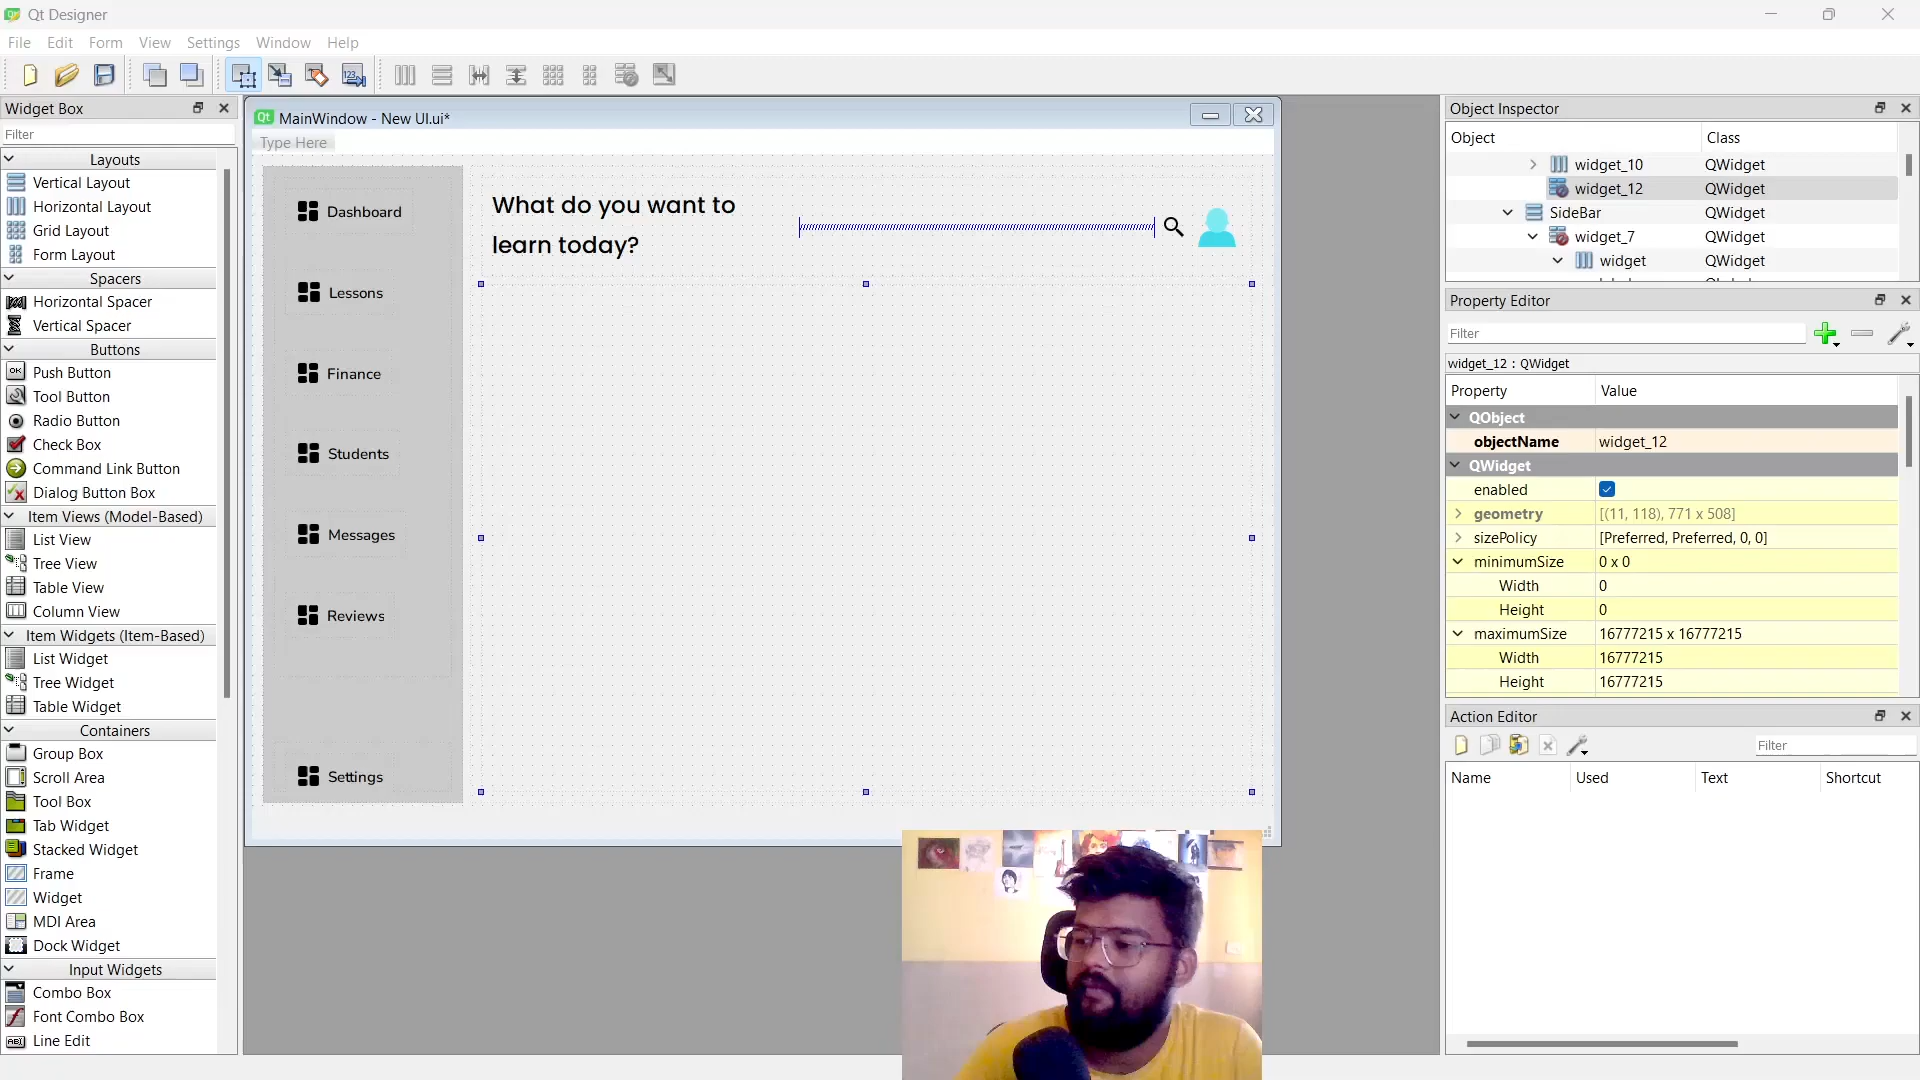 Qt Designer
File Edit Form View Settings Window Help
Widget Box
Filter
Layouts
Vertical Layout
Horizontal Layout
Grid Layout
Form Layout
Spacers
Horizontal Spacer
Vertical Spacer
Buttons
Push Button
Tool Button
Radio Button
Check Box
Command Link Button
Dialog Button Box
Item Views (Model-Based)
List View
Tree View
Table View
Column View
Item Widgets (Item-Based)
List Widget
Tree Widget
Table Widget
Containers
Group Box
Scroll Area
Tool Box
Tab Widget
Stacked Widget
Frame
Widget
MDI Area
Dock Widget
Input Widgets
Combo Box
Font Combo Box
Line Edit
MainWindow - New UI.ui*
Type Here
Dashboard
Lessons
Finance
Students
Messages
Reviews
Settings
What do you want to
learn today?
Object Inspector
Object Class
widget_10 QWidget
widget_12 QWidget
SideBar QWidget
widget_7 QWidget
widget QWidget
Property Editor
Filter
widget_12 : QWidget
Property Value
QObject
objectName widget_12
QWidget
enabled
geometry [(11, 118), 771 x 508]
sizePolicy [Preferred, Preferred, 0, 0]
minimumSize 0 x 0
Width 0
Height 0
maximumSize 16777215 x 16777215
Width 16777215
Height 16777215
Action Editor
Filter
Name Used Text Shortcut